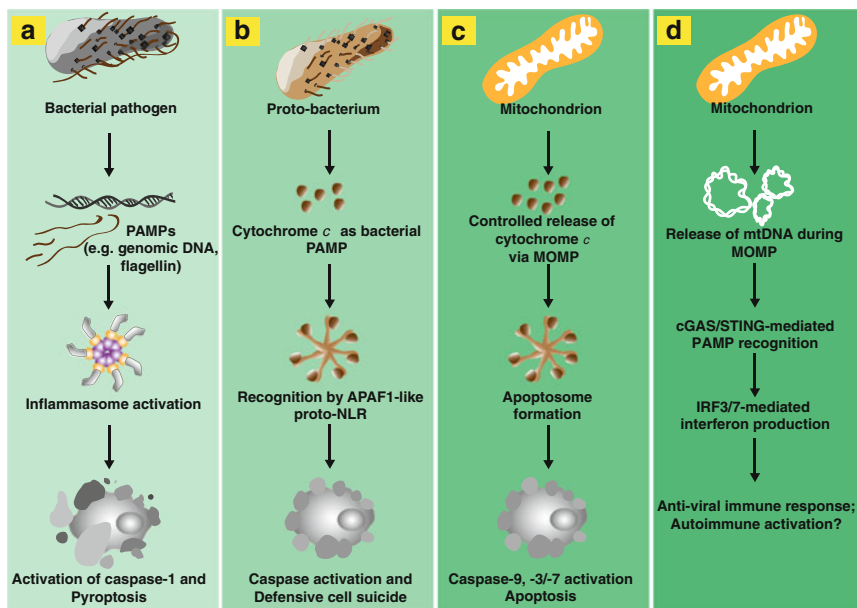 a
Bacterial pathogen
PAMPs
(e.g. genomic DNA,
flagellin)
Inflammasome activation
Activation of caspase-1 and
Pyroptosis
b
Proto-bacterium
Cytochrome c as bacterial
PAMP
Recognition by APAF1-like
proto-NLR
Caspase activation and
Defensive cell suicide
c
Mitochondrion
Controlled release of
cytochrome c
via MOMP
Apoptosome
formation
Caspase-9, -3/-7 activation
Apoptosis
d
Mitochondrion
Release of mtDNA during
MOMP
cGAS/STING-mediated
PAMP recognition
IRF3/7-mediated
interferon production
Anti-viral immune response;
Autoimmune activation?